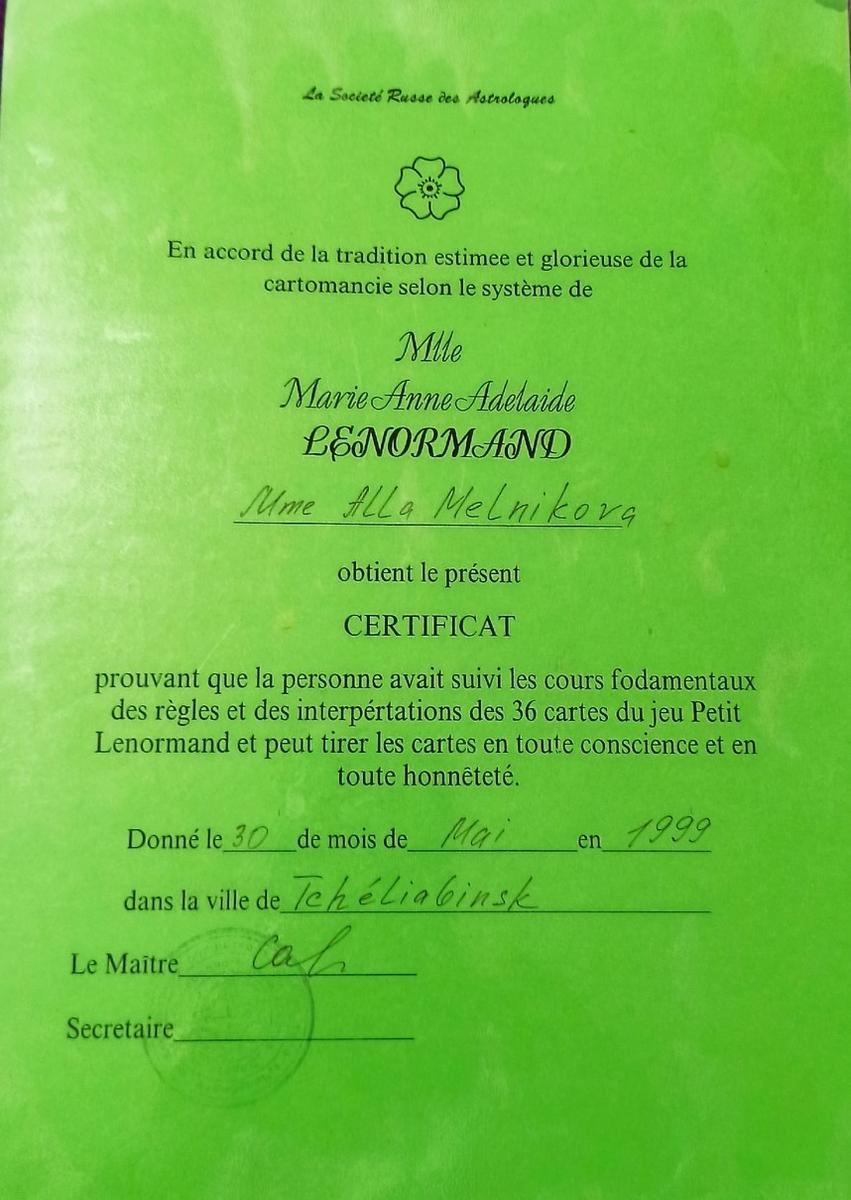 La Societé Russe des Astrologues
En accord de la tradition estimee et glorieuse de la
cartomancie selon le système de
Mlle
Marie Anne Adelaide
LENORMAND
Mme Alla Melnikova
obtient le présent
CERTIFICAT
prouvant que la personne avait suivi les cours fodamentaux
des règles et des interpértations des 36 cartes du jeu Petit
Lenormand et peut tirer les cartes en toute conscience et en
toute honnêteté.
Donné le 30 de mois de Mai en 1999
dans la ville de Tchéliabinsk
Le Maître
Secretaire